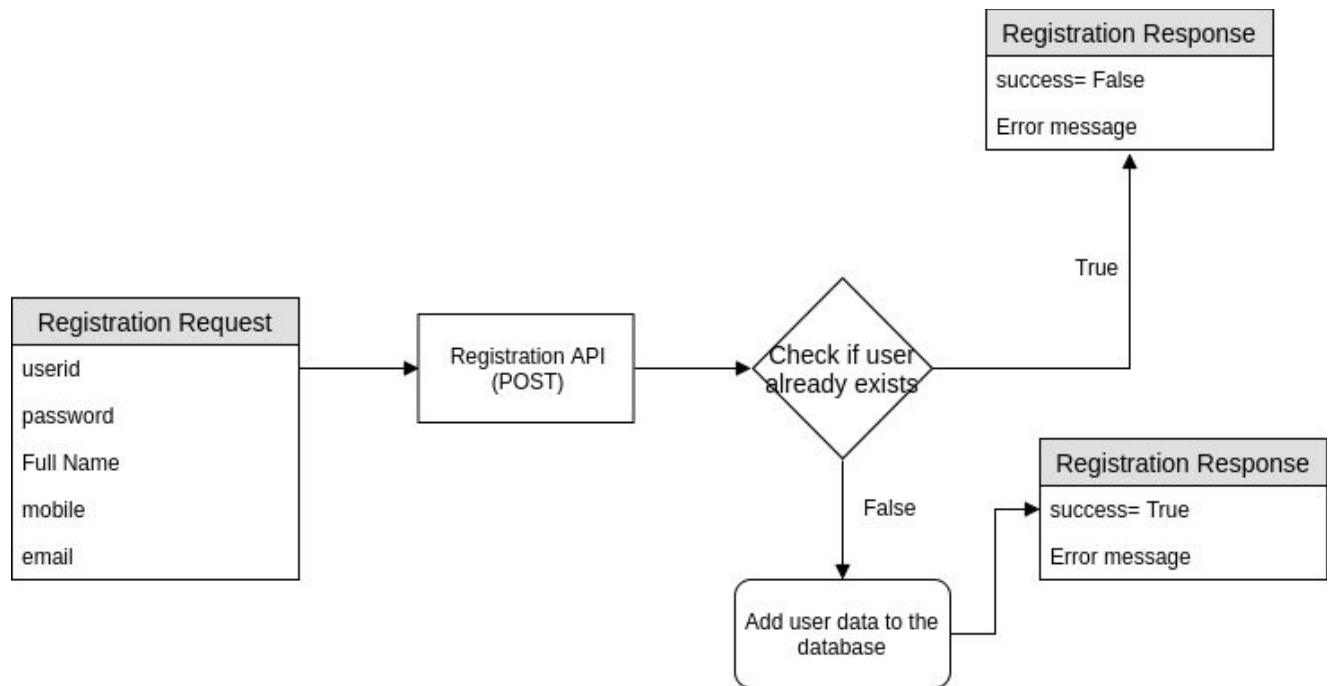 Registration Response
success= False
Error message
True
Registration Request
userid
password
Full Name
mobile
email
Registration API
(POST)
Check if user
already exists
False
Registration Response
success= True
Error message
Add user data to the
database